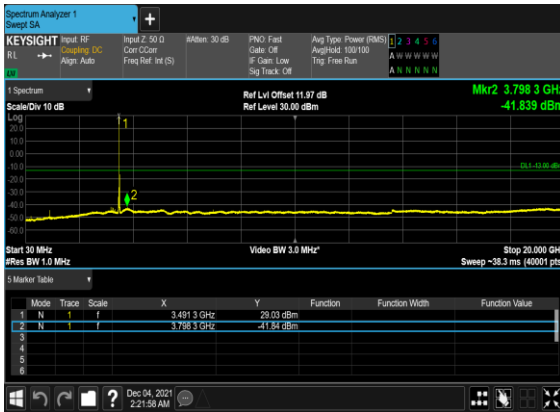 Spectrum Analyzer 1
Swept SA
+
KEYSIGHT Input: RF Input Z: 50 Ω #Atten: 30 dB PNO: Fast Avg Type: Power (RMS) 1 2 3 4 5 6
RL Coupling: DC Corr CCorr Gate: Off Avg|Hold: 100/100 A W W W W W
Align: Auto Freq Ref: Int (S) IF Gain: Low Trig: Free Run
Sig Track: Off A N N N N N
1 Spectrum Ref Lvl Offset 11.97 dB Mkr2 3.798 3 GHz
Scale/Div 10 dB Ref Level 30.00 dBm -41.839 dBm
Log
20.0
10.0
0.00
-10.0
-20.0
-30.0
-40.0
-50.0
-60.0
1
DL1 -13.00 dBm
2
Start 30 MHz Video BW 3.0 MHz* Stop 20.000 GHz
#Res BW 1.0 MHz Sweep ~38.3 ms (40001 pts)
5 Marker Table
Mode Trace Scale X Y Function Function Width Function Value
1 N 1 f 3.491 3 GHz 29.03 dBm
2 N 1 f 3.798 3 GHz -41.84 dBm
3
4
5
6
? Dec 04, 2021
2:21:58 AM